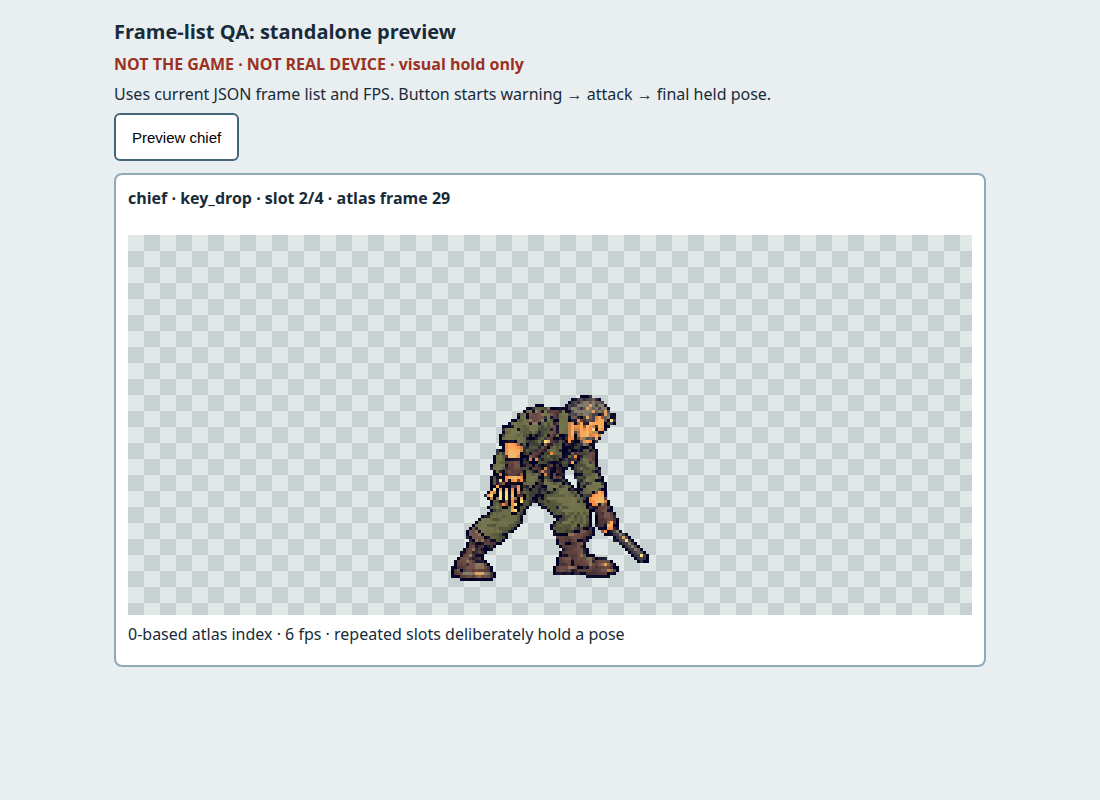 Frame-list QA: standalone preview
NOT THE GAME · NOT REAL DEVICE · visual hold only
Uses current JSON frame list and FPS. Button starts warning → attack → final held pose.
Preview chief
chief · key_drop · slot 2/4 · atlas frame 29
0-based atlas index · 6 fps · repeated slots deliberately hold a pose